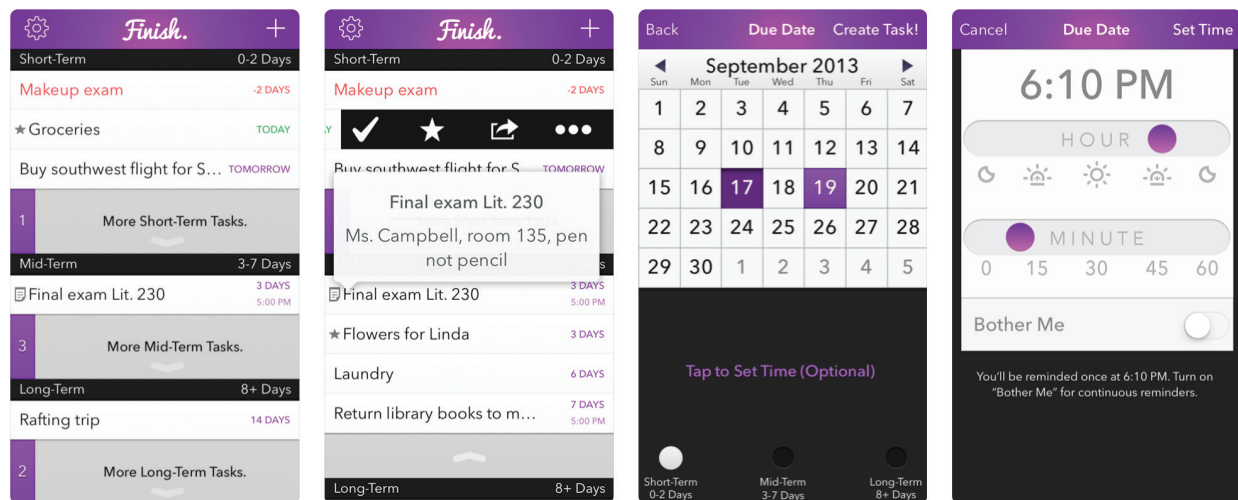 Finish.
Short-Term 0-2 Days
Makeup exam -2 DAYS
Groceries TODAY
Buy southwest flight for S... TOMORROW
1 More Short-Term Tasks.
Mid-Term 3-7 Days
Final exam Lit. 230 3 DAYS
5:00 PM
3 More Mid-Term Tasks.
Long-Term 8+ Days
Rafting trip 14 DAYS
2 More Long-Term Tasks.
Finish.
Short-Term 0-2 Days
Makeup exam -2 DAYS
Buy southwest flight for S... TOMORROW
Final exam Lit. 230
Ms. Campbell, room 135, pen
not pencil
Final exam Lit. 230 3 DAYS
5:00 PM
Flowers for Linda 3 DAYS
Laundry 6 DAYS
Return library books to m... 7 DAYS
5:00 PM
Long-Term 8+ Days
Back Due Date Create Task!
September 2013
Sun Mon Tue Wed Thu Fri Sat
1 2 3 4 5 6 7
8 9 10 11 12 13 14
15 16 17 18 19 20 21
22 23 24 25 26 27 28
29 30 1 2 3 4 5
Tap to Set Time (Optional)
Short-Term Mid-Term Long-Term
0-2 Days 3-7 Days 8+ Days
Cancel Due Date Set Time
6:10 PM
HOUR
MINUTE
0 15 30 45 60
Bother Me
You'll be reminded once at 6:10 PM. Turn on
"Bother Me" for continuous reminders.